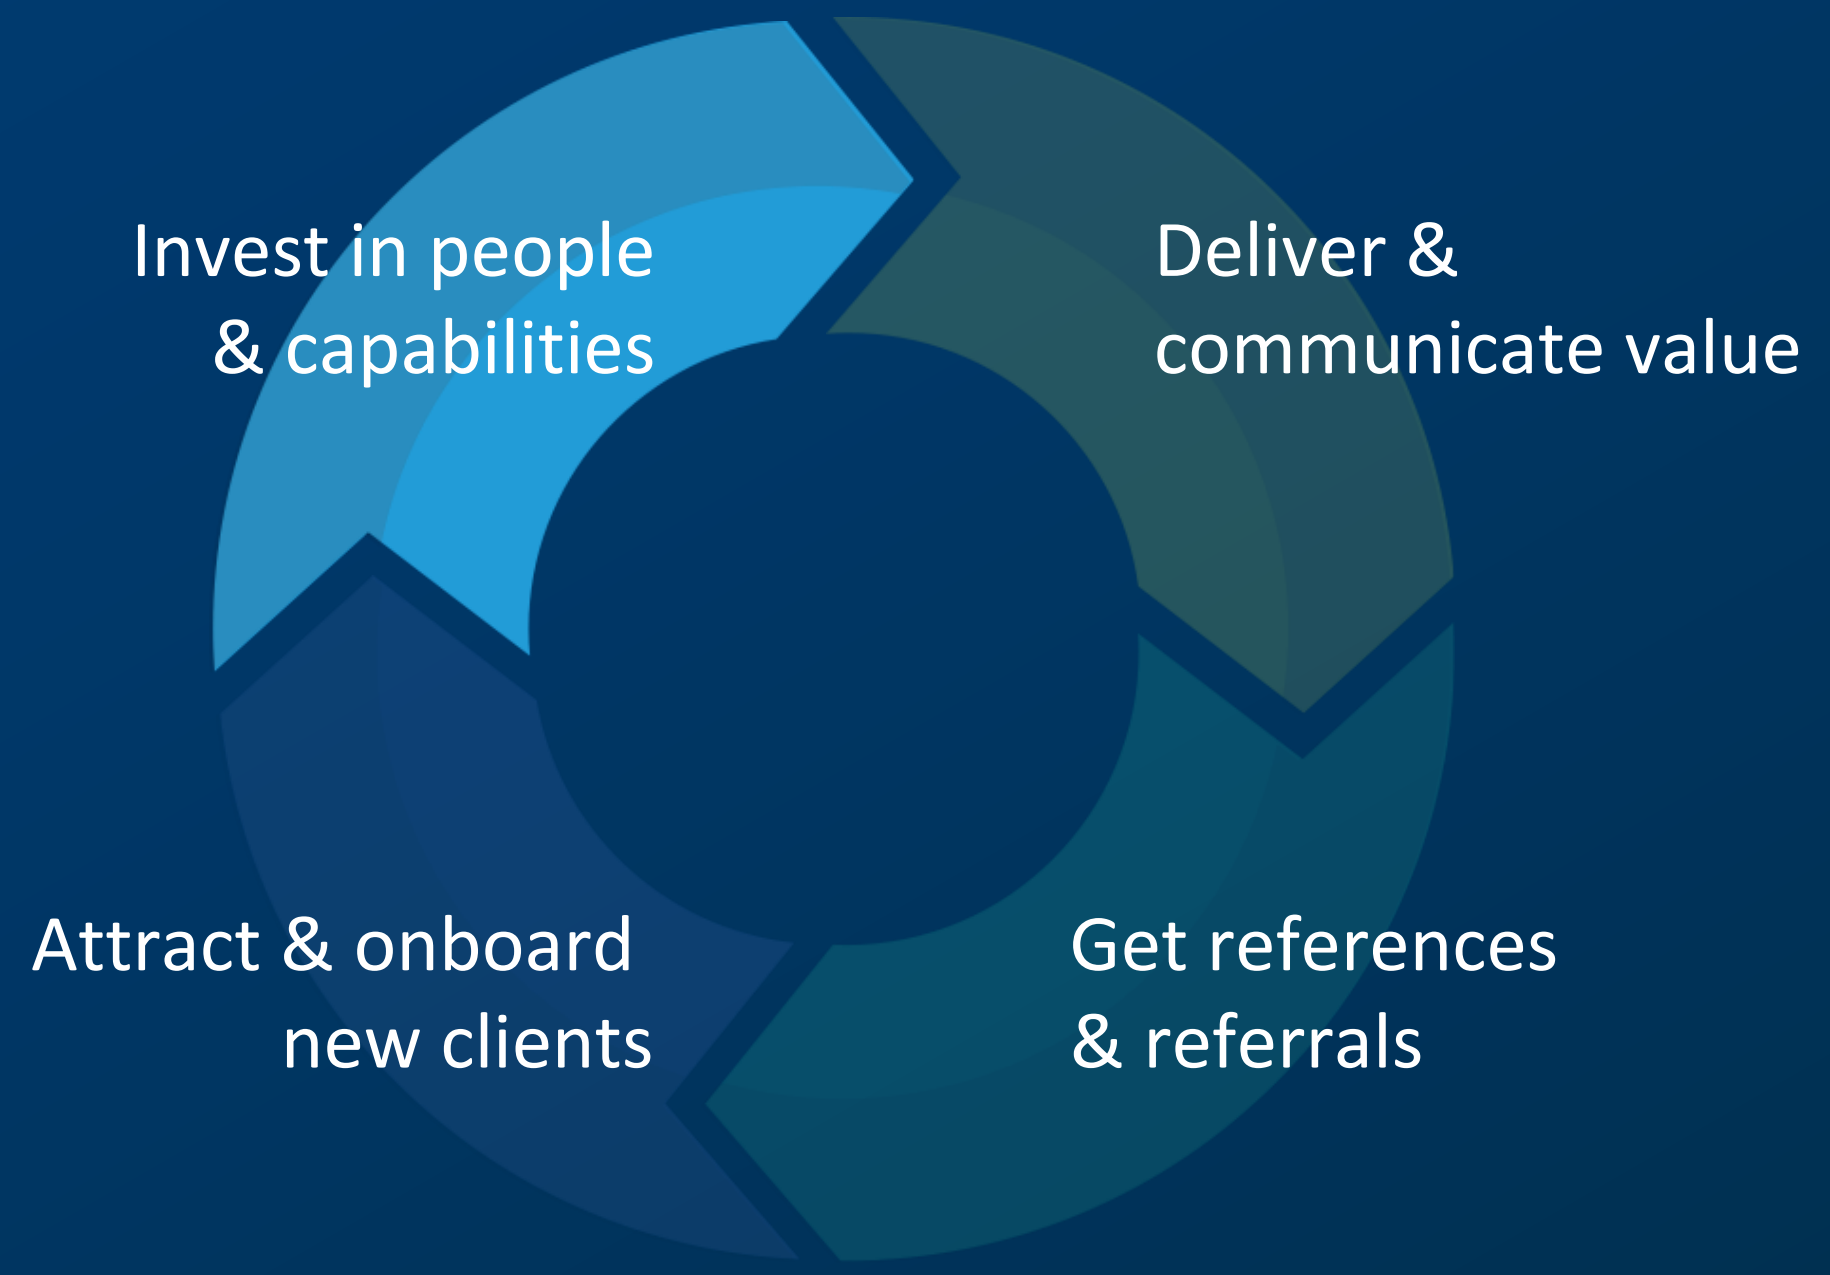 Invest in people
& capabilities
Deliver &
communicate value
Attract & onboard
new clients
Get references
& referrals